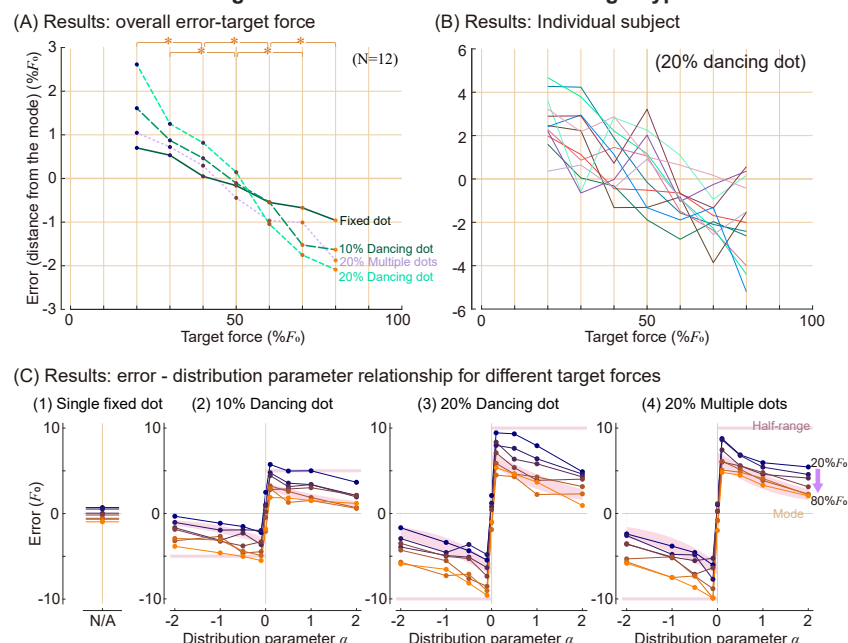 (A) Results: overall error-target force
(B) Results: Individual subject
3
2
1
0
-1
-2
-3
Error (distance from the mode) (%F₀)
* * * * * *
(N=12)
Fixed dot
10% Dancing dot
20% Multiple dots
20% Dancing dot
0 50 100
Target force (%F₀)
6
4
2
0
-2
-4
-6
(20% dancing dot)
0 50 100
Target force (%F₀)
(C) Results: error - distribution parameter relationship for different target forces
(1) Single fixed dot
(2) 10% Dancing dot
(3) 20% Dancing dot
(4) 20% Multiple dots
Error (F₀)
10
0
-10
N/A
10
0
-10
-2 -1 0 1 2
Distribution parameter α
10
0
-10
-2 -1 0 1 2
Distribution parameter α
10
0
-10
-2 -1 0 1 2
Distribution parameter α
Half-range
20%F₀
80%F₀
Mode